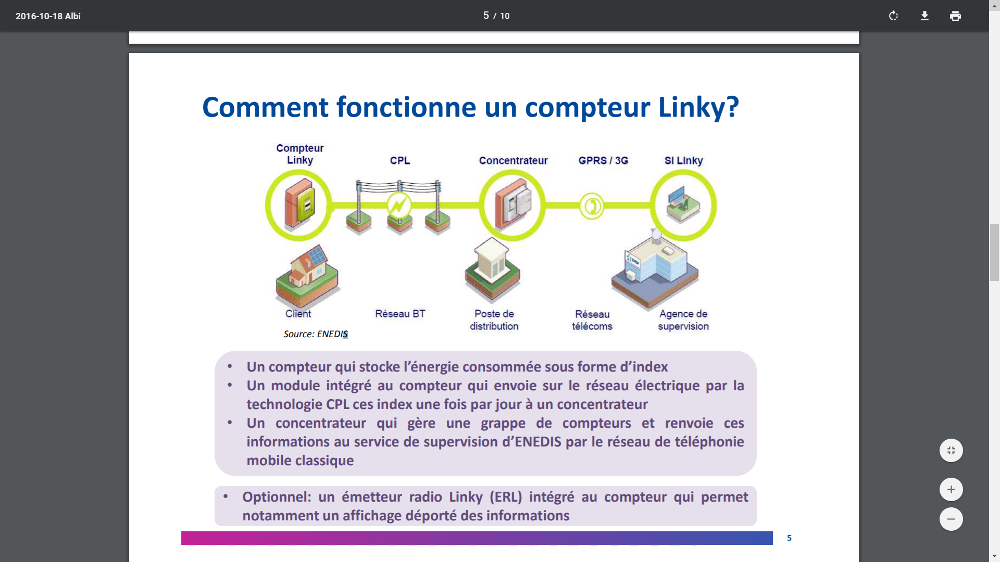 2016-10-18 Albi
5 / 10
Comment fonctionne un compteur Linky?
Compteur
Linky
CPL
Concentrateur
GPRS / 3G
SI LInky
Client
Réseau BT
Poste de
distribution
Réseau
télécoms
Agence de
supervision
Source: ENEDIS
• Un compteur qui stocke l’énergie consommée sous forme d’index
• Un module intégré au compteur qui envoie sur le réseau électrique par la
technologie CPL ces index une fois par jour à un concentrateur
• Un concentrateur qui gère une grappe de compteurs et renvoie ces
informations au service de supervision d’ENEDIS par le réseau de téléphonie
mobile classique
• Optionnel: un émetteur radio Linky (ERL) intégré au compteur qui permet
notamment un affichage déporté des informations
5